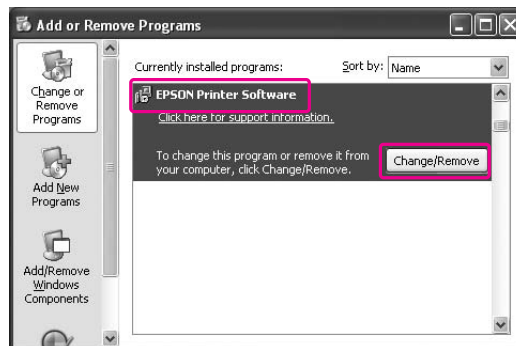 Add or Remove Programs
Change or
Remove
Programs
Add New
Programs
Add/Remove
Windows
Components
Currently installed programs:
Sort by:
Name
EPSON Printer Software
Click here for support information.
To change this program or remove it from
your computer, click Change/Remove.
Change/Remove